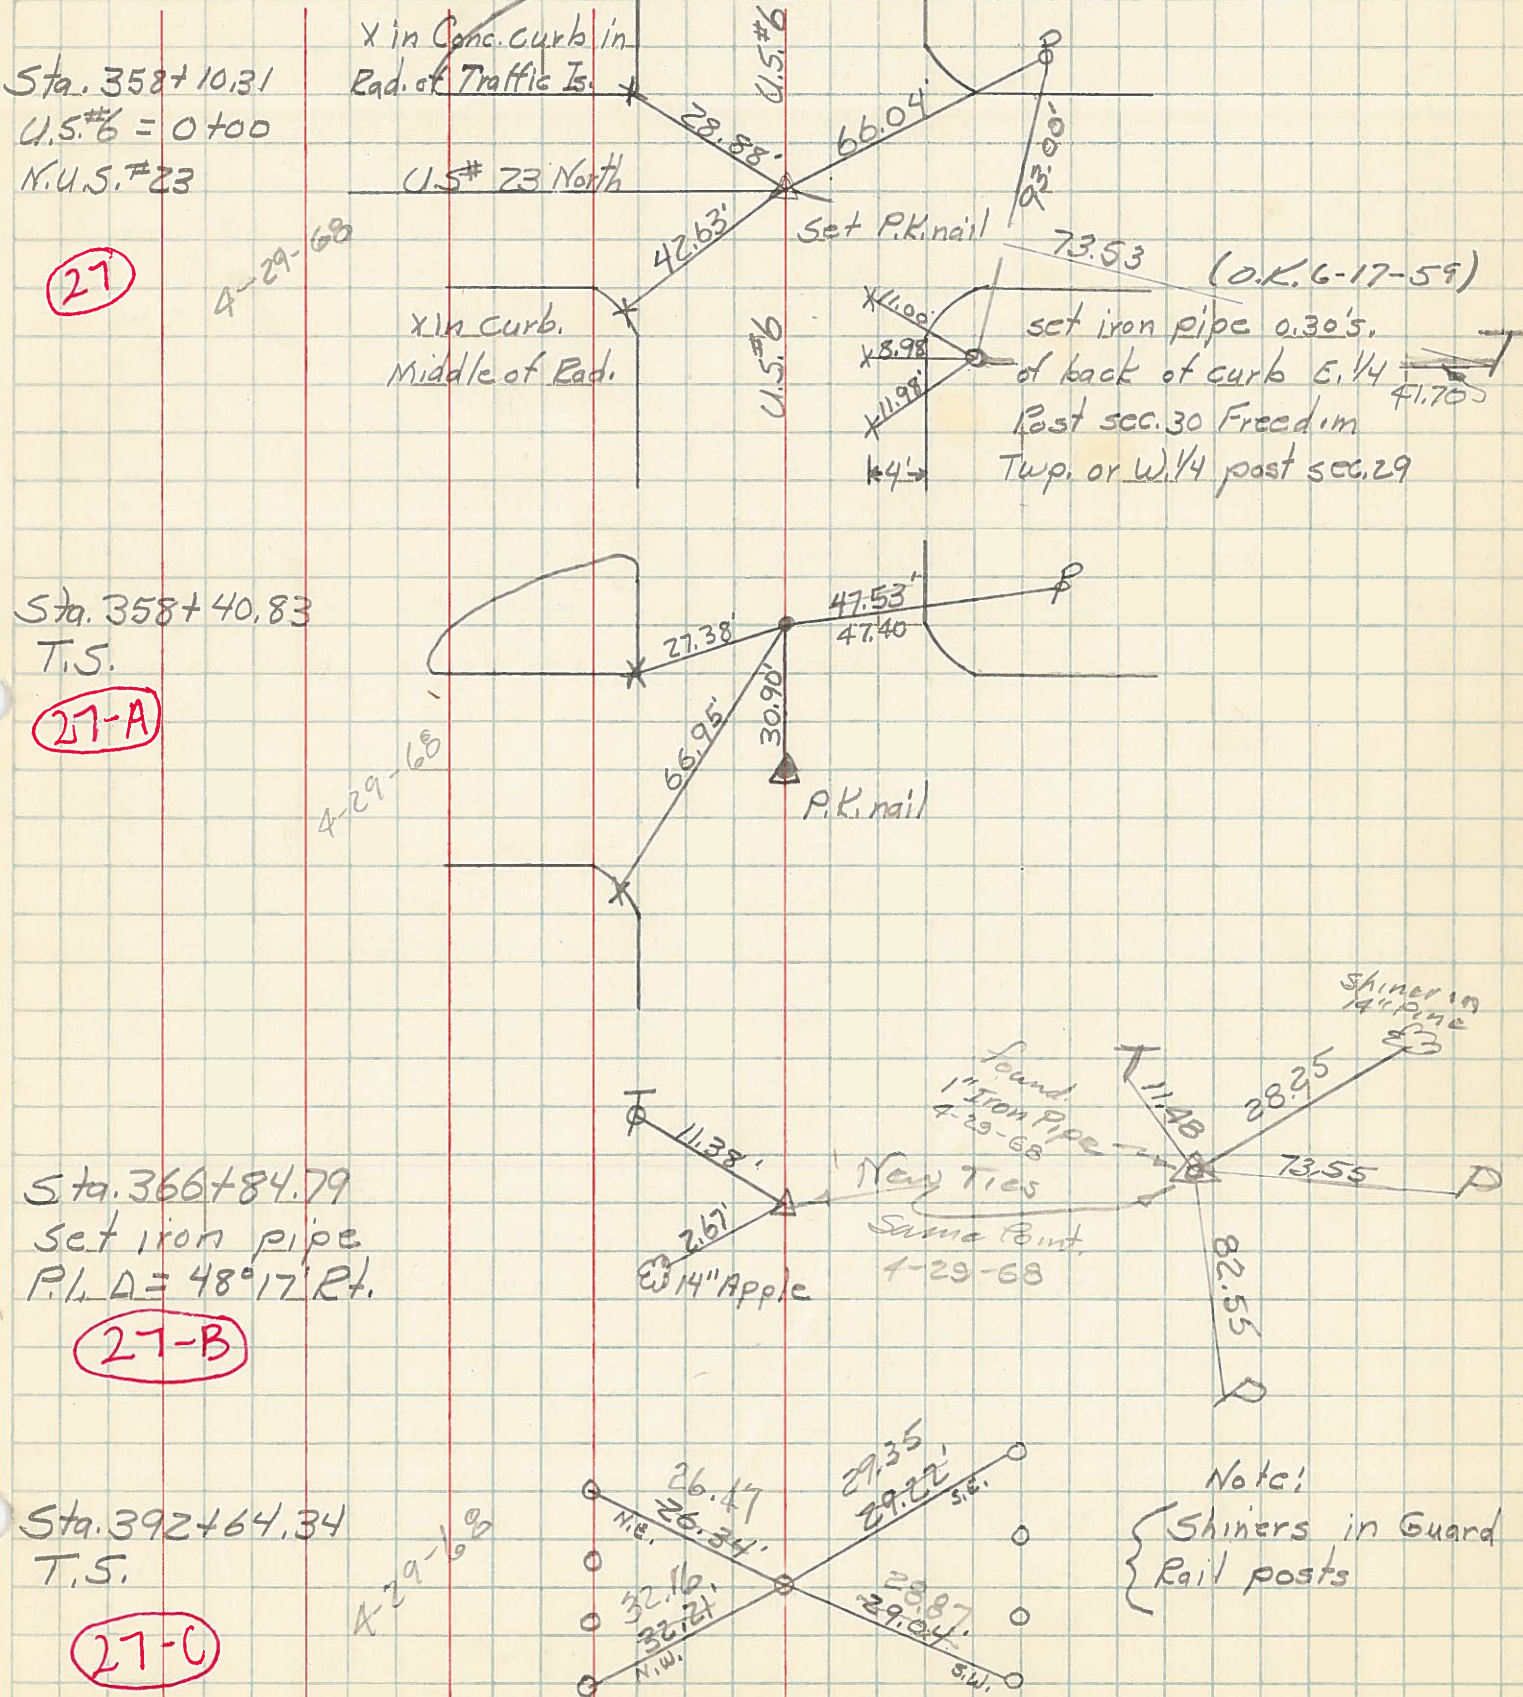 X in Conc. curb in
Rad. of Traffic Is.
U.S.#6
Sta. 358+10.31
U.S.#6 = 0+00
N.U.S.#23
28.88'
66.04'
93.00'
U.S# 23 North
set P.K.nail
42.63'
73.53
(O.K. 6-17-59)
27
4-29-68
X in curb.
Middle of Rad.
U.S.#6
11.00'
8.98'
11.98'
4'
set iron pipe 0.30's.
of back of curb E.1/4
Post sec.30 Freedom
Twp. or W.1/4 post sec.29
41.70
Sta. 358+40.83
T.S.
27-A
4-29-68
27.38'
47.53'
47.40
66.95'
30.90'
P.K.nail
Shiner in
14" Pine
found
1" Iron Pipe
4-29-68
11.48
28.25
11.38'
New Ties
73.55
Sta. 366+84.79
set iron pipe
P.I. Δ = 48°17' Rt.
2.67'
14" Apple
Same Point.
4-29-68
82.55
27-B
26.47
26.34'
N.E.
29.35
29.22'
S.E.
Note:
Shiners in Guard
Rail posts
Sta. 392+64.34
T.S.
27-C
4-29-68
32.16
32.21'
N.W.
28.87
29.04'
S.W.